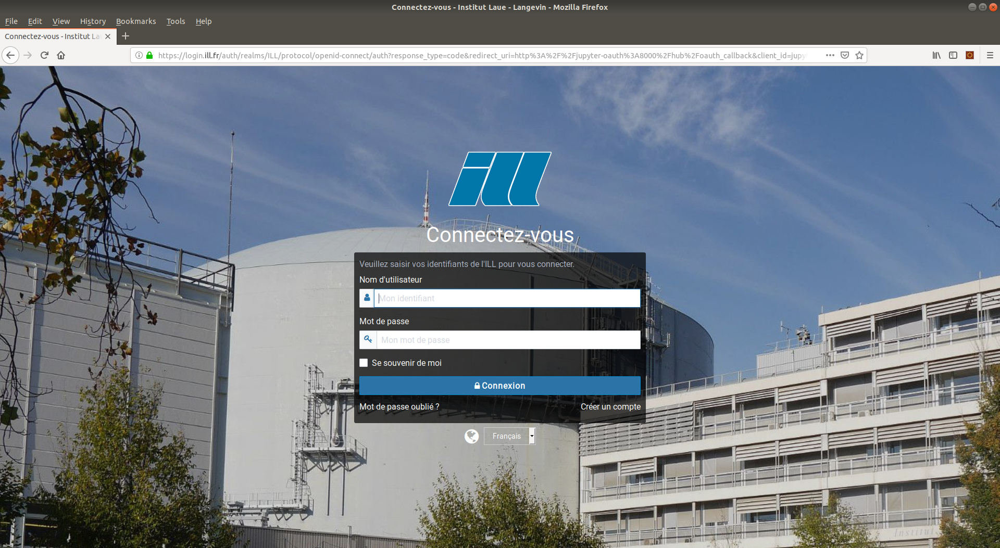 Connectez-vous - Institut Laue - Langevin - Mozilla Firefox
File Edit View History Bookmarks Tools Help
Connectez-vous - Institut La
https://login.ill.fr/auth/realms/ILL/protocol/openid-connect/auth?response_type=code&redirect_uri=http%3A%2F%2Fjupyter-oauth%3A8000%2Fhub%2Foauth_callback&client_id=jupy
ill
Connectez-vous
Veuillez saisir vos identifiants de l'ILL pour vous connecter.
Nom d'utilisateur
Mon identifiant
Mot de passe
Mon mot de passe
Se souvenir de moi
Connexion
Mot de passe oublié ? Créer un compte
Français
Institut